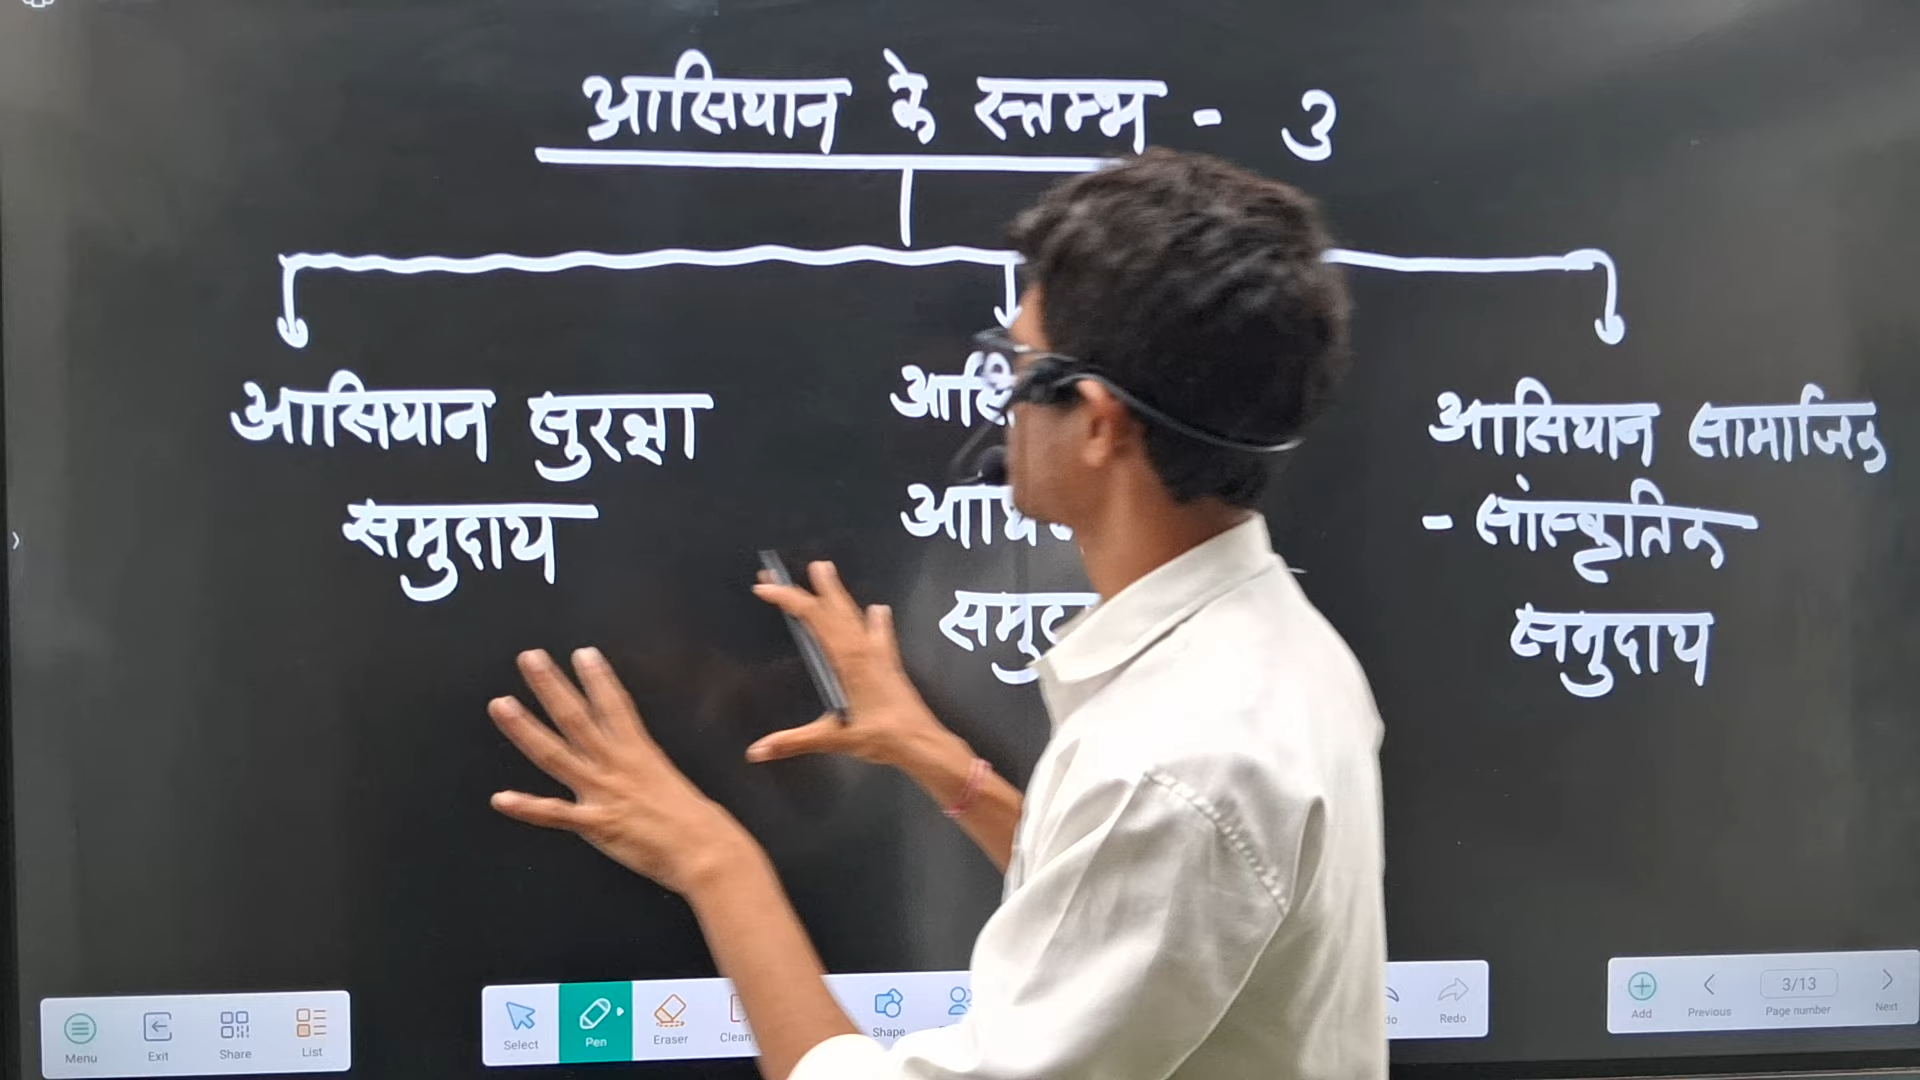 आसियान के स्तम्भ - 3
आसियान सुरक्षा
समुदाय
आसियान सामाजिक
- सांस्कृतिक
समुदाय
Menu
Exit
Share
List
Select
Pen
Eraser
Clean
Shape
Redo
Add
Previous
3/13
Page number
Next